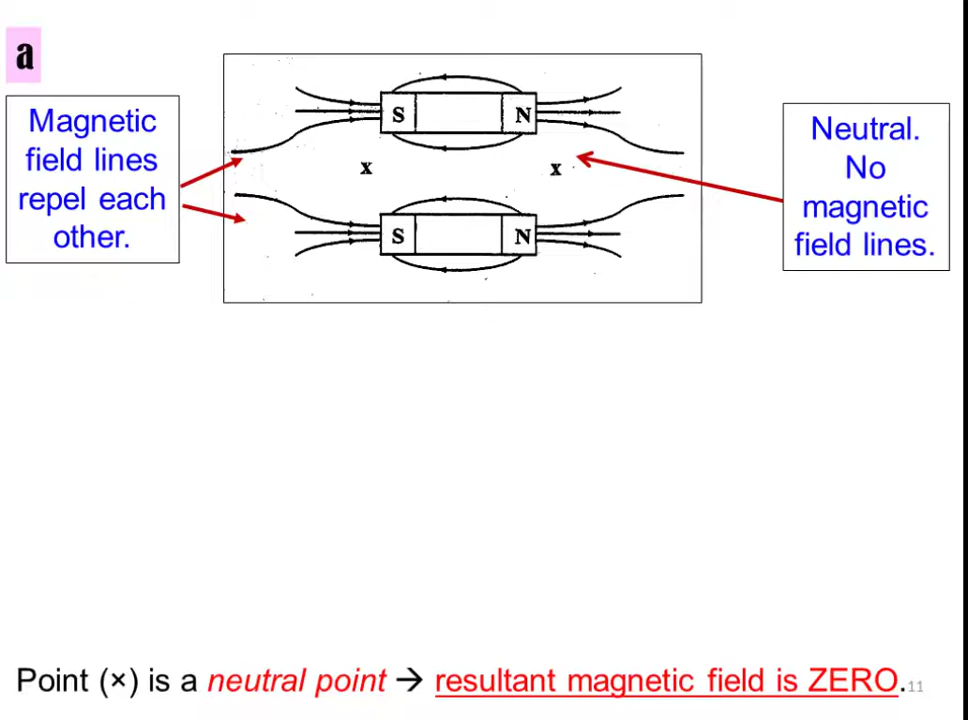 a
Magnetic
field lines
repel each
other.
S N
x x
S N
Neutral.
No
magnetic
field lines.
Point (×) is a neutral point → resultant magnetic field is ZERO.
11